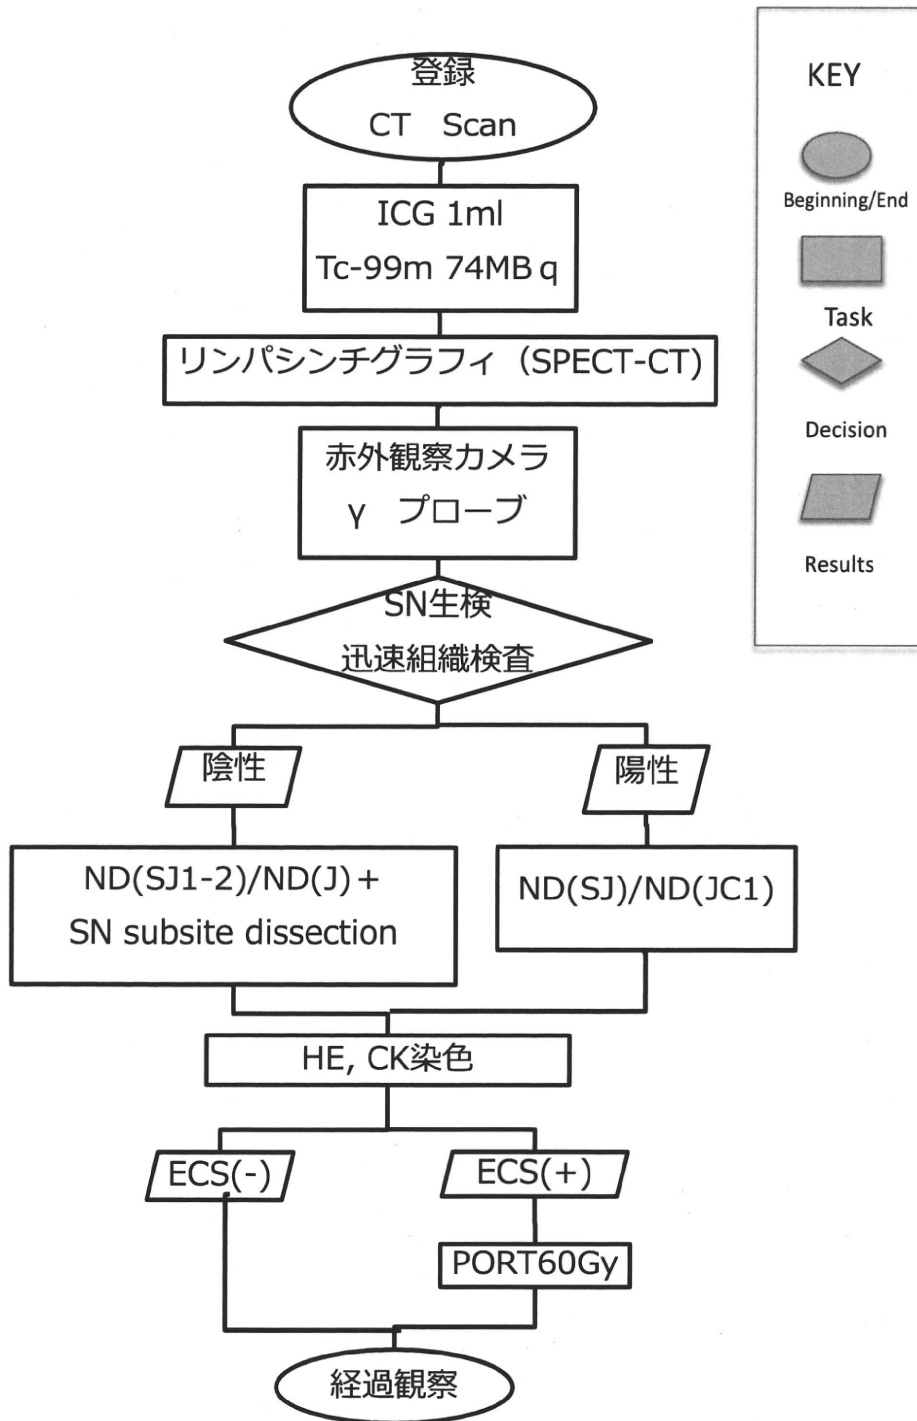 登録
CT Scan
ICG 1ml
Tc-99m 74MBq
リンパシンチグラフィ（SPECT-CT)
赤外観察カメラ
γ プローブ
SN生検
迅速組織検査
陰性
陽性
ND(SJ1-2)/ND(J)+
SN subsite dissection
ND(SJ)/ND(JC1)
HE, CK染色
ECS(-)
ECS(+)
PORT60Gy
経過観察
KEY
Beginning/End
Task
Decision
Results